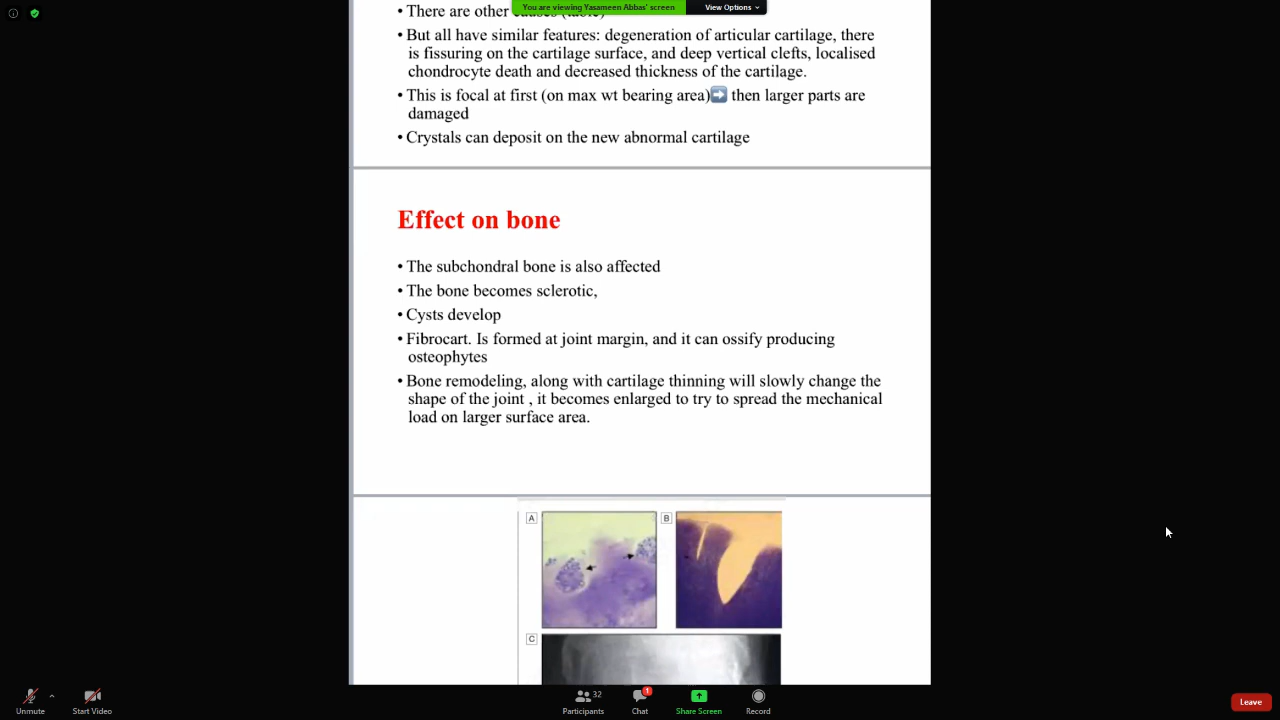 You are viewing Yasameen Abbas' screen
View Options
• There are other causes (table)
• But all have similar features: degeneration of articular cartilage, there
is fissuring on the cartilage surface, and deep vertical clefts, localised
chondrocyte death and decreased thickness of the cartilage.
• This is focal at first (on max wt bearing area)➡ then larger parts are
damaged
• Crystals can deposit on the new abnormal cartilage
Effect on bone
• The subchondral bone is also affected
• The bone becomes sclerotic,
• Cysts develop
• Fibrocart. Is formed at joint margin, and it can ossify producing
osteophytes
• Bone remodeling, along with cartilage thinning will slowly change the
shape of the joint , it becomes enlarged to try to spread the mechanical
load on larger surface area.
A
B
C
Unmute
Start Video
32
Participants
1
Chat
Share Screen
Record
Leave